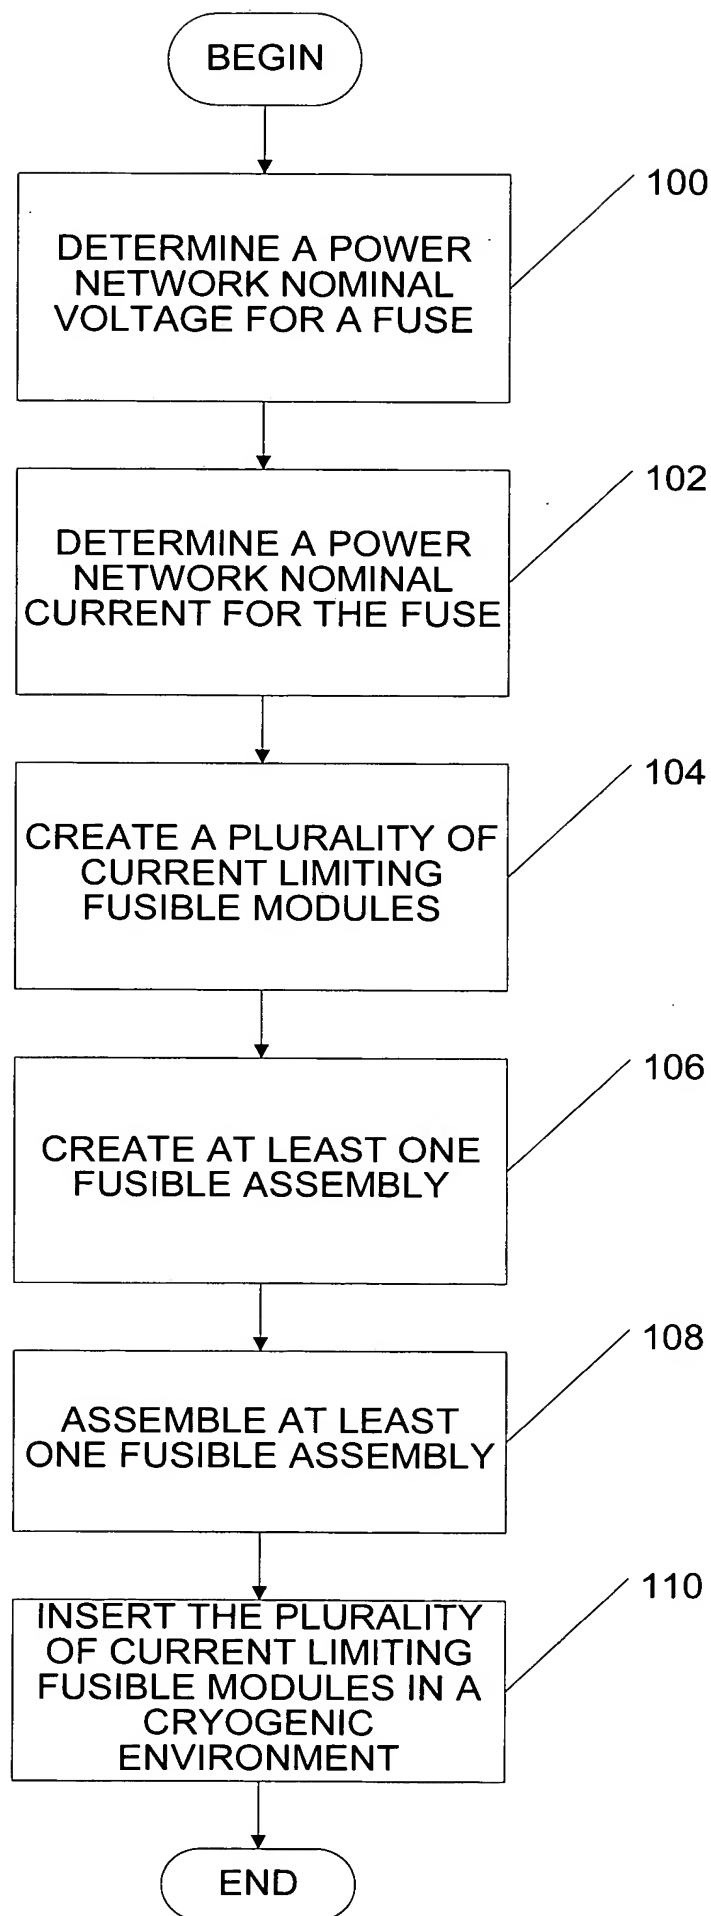 BEGIN
100
DETERMINE A POWER
NETWORK NOMINAL
VOLTAGE FOR A FUSE
102
DETERMINE A POWER
NETWORK NOMINAL
CURRENT FOR THE FUSE
104
CREATE A PLURALITY OF
CURRENT LIMITING
FUSIBLE MODULES
106
CREATE AT LEAST ONE
FUSIBLE ASSEMBLY
108
ASSEMBLE AT LEAST
ONE FUSIBLE ASSEMBLY
110
INSERT THE PLURALITY
OF CURRENT LIMITING
FUSIBLE MODULES IN A
CRYOGENIC
ENVIRONMENT
END